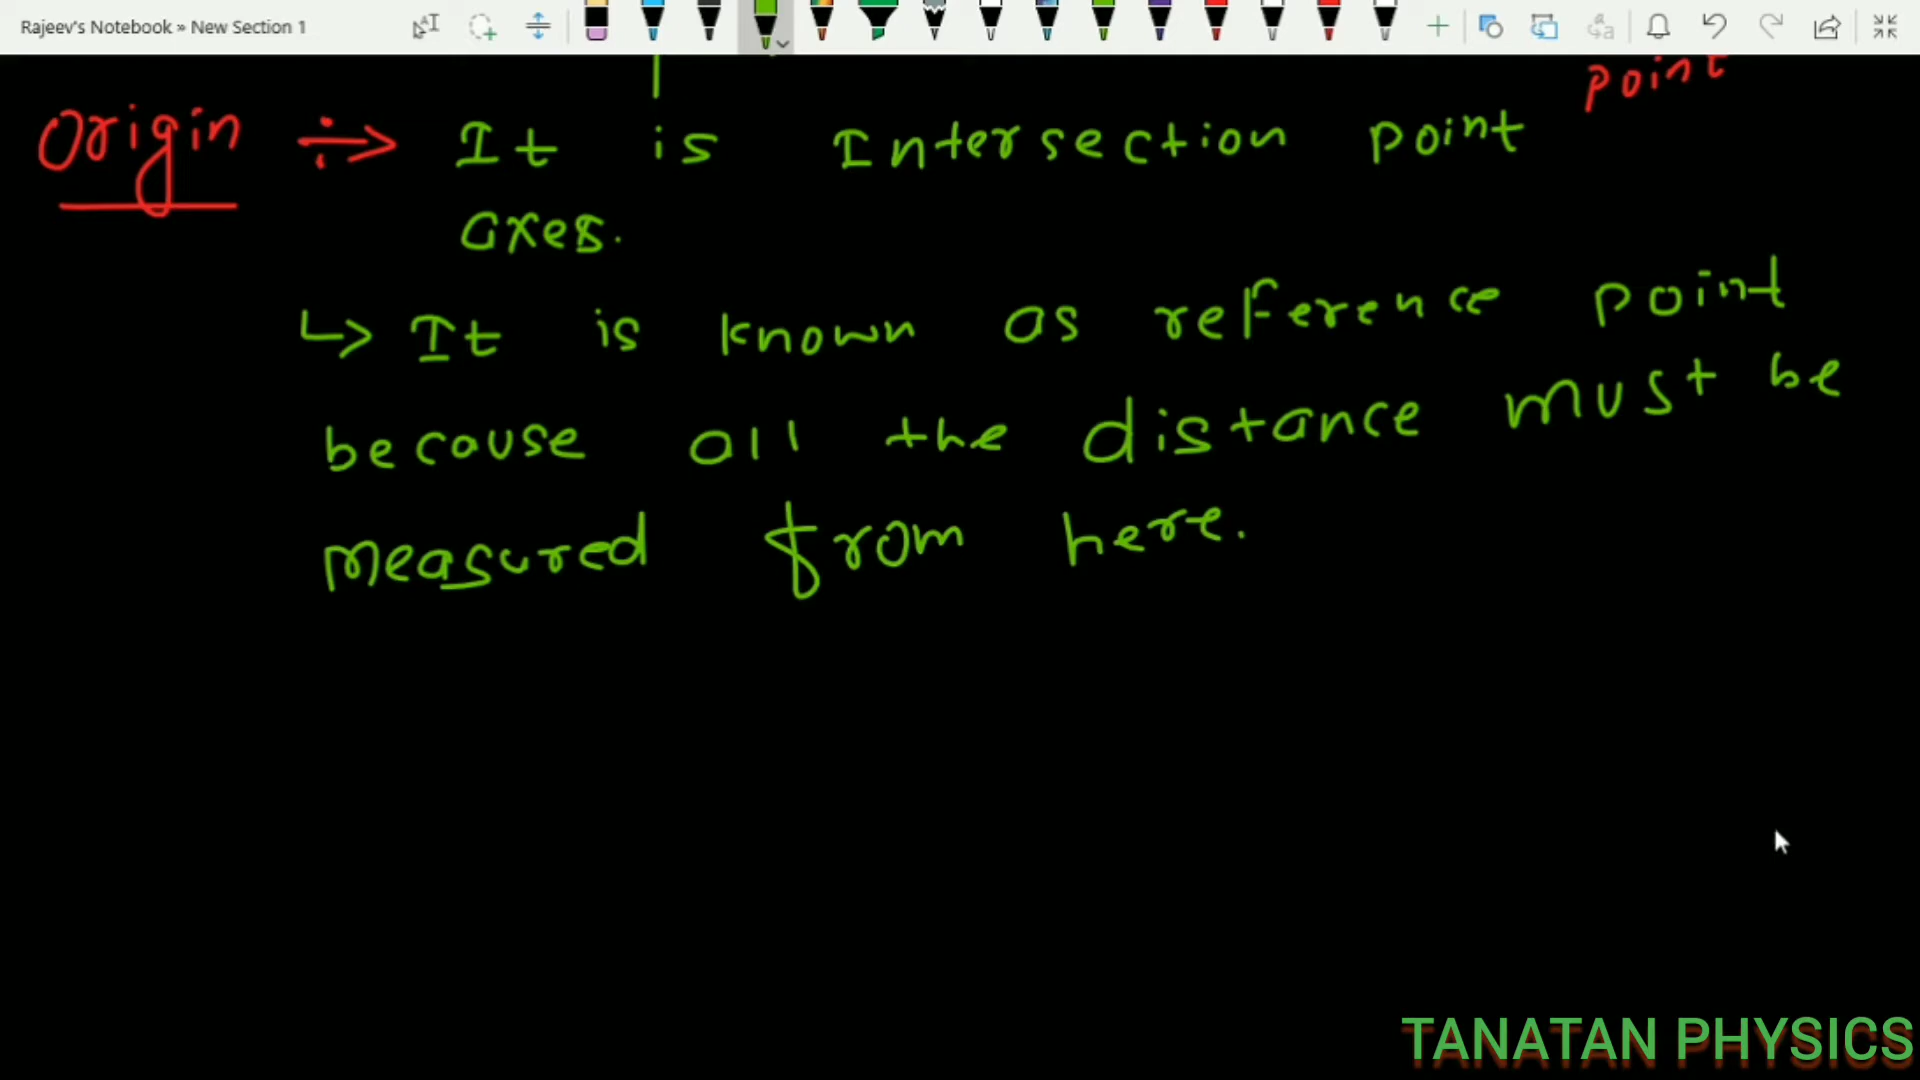 Rajeev's Notebook » New Section 1
point
Origin ÷> It is Intersection point
axes.
↳ It is known as reference point
because all the distance must be
measured from here.
TANATAN PHYSICS